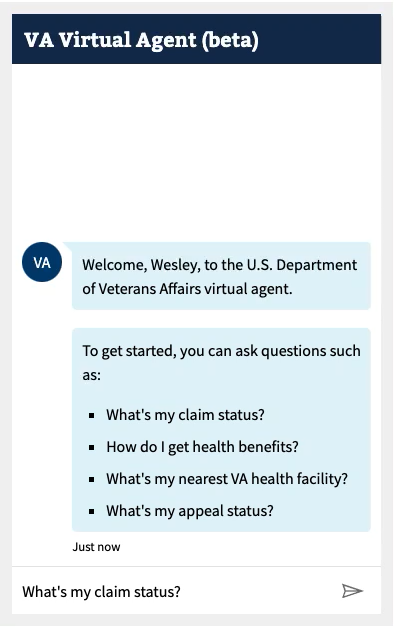 VA Virtual Agent (beta)
VA
Welcome, Wesley, to the U.S. Department
of Veterans Affairs virtual agent.
To get started, you can ask questions such
as:
▪ What's my claim status?
▪ How do I get health benefits?
▪ What's my nearest VA health facility?
▪ What's my appeal status?
Just now
What's my claim status?